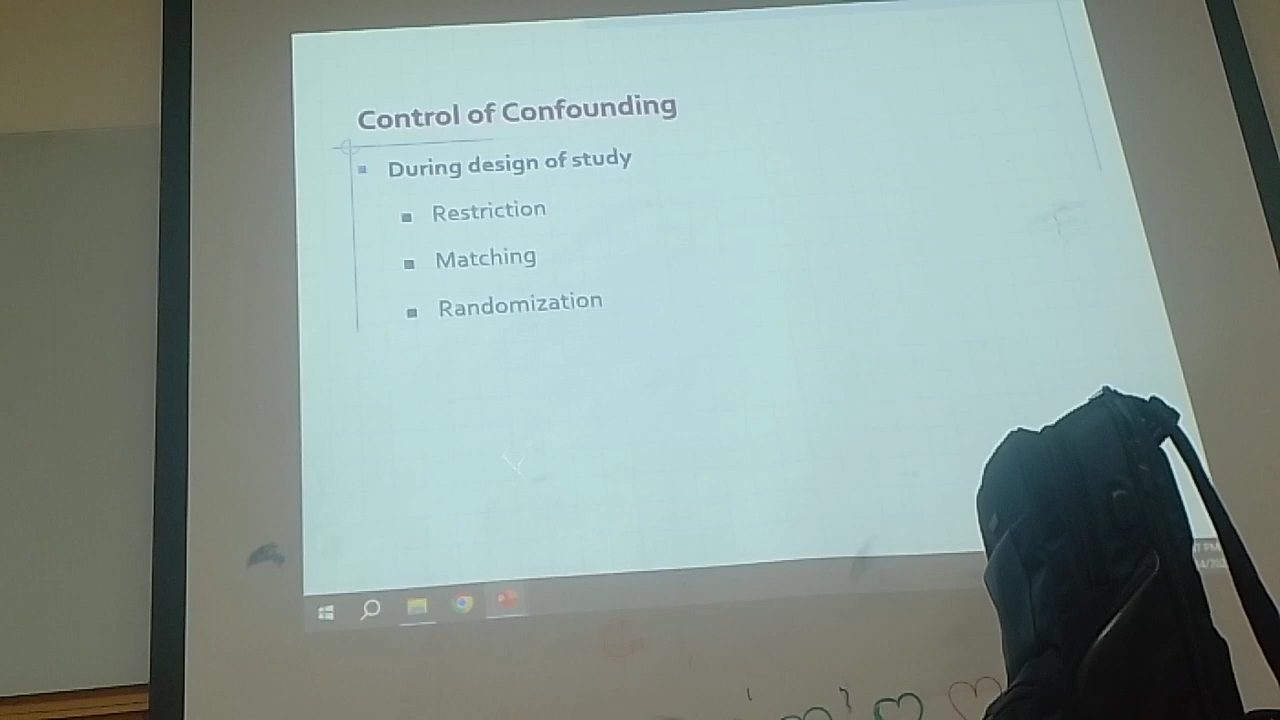 Control of Confounding
During design of study
Restriction
Matching
Randomization